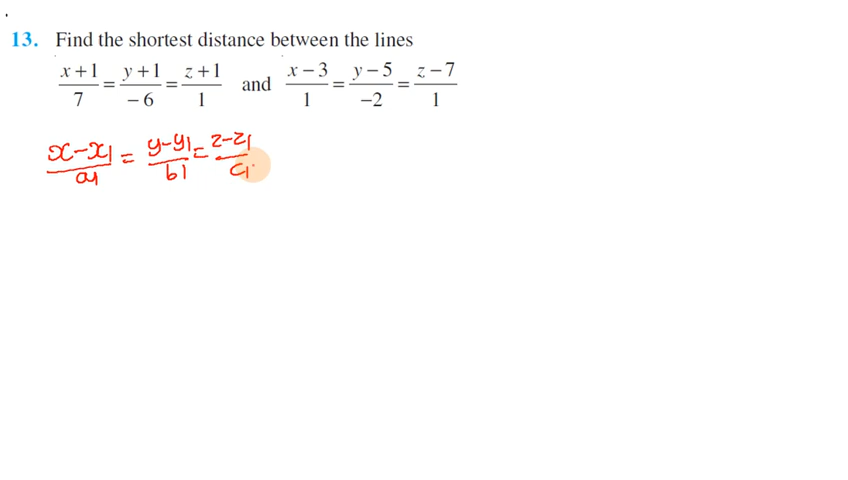 13. Find the shortest distance between the lines
x + 1 / 7 = y + 1 / - 6 = z + 1 / 1 and x − 3 / 1 = y − 5 / −2 = z − 7 / 1
x - x1 / a1 = y - y1 / b1 = z - z1 / c1